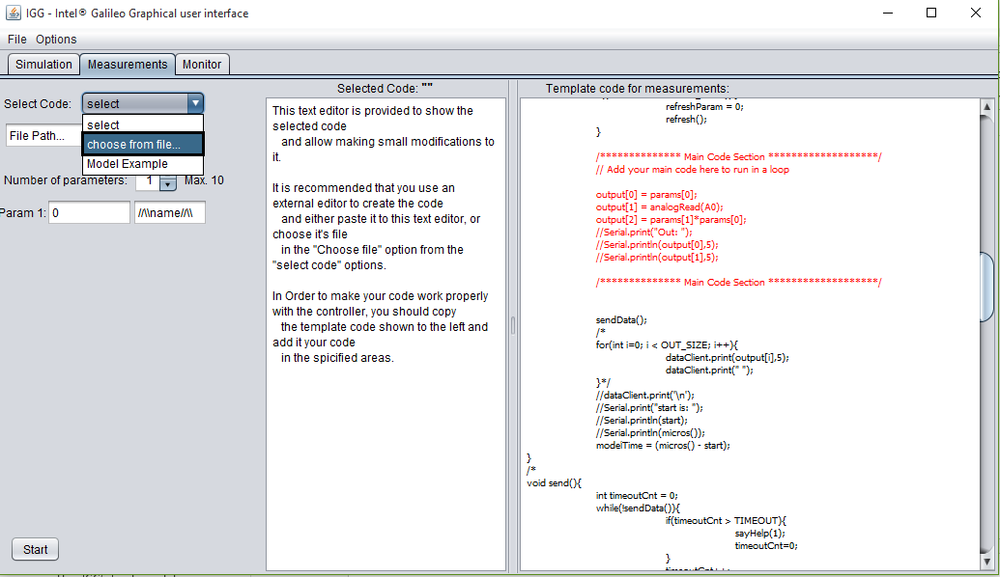 IGG - Intel® Galileo Graphical user interface
File Options
Simulation Measurements Monitor
Select Code: select
select
choose from file...
Model Example
File Path...
Number of parameters: 1 Max. 10
Param 1: 0 //\\name//\\
Start
Selected Code: ""
This text editor is provided to show the
selected code
and allow making small modifications to
it.
It is recommended that you use an
external editor to create the code
and either paste it to this text editor, or
choose it's file
in the "Choose file" option from the
"select code" options.
In Order to make your code work properly
with the controller, you should copy
the template code shown to the left and
add it your code
in the spicified areas.
Template code for measurements:
refreshParam = 0;
refresh();
}
/************** Main Code Section *******************/
// Add your main code here to run in a loop
output[0] = params[0];
output[1] = analogRead(A0);
output[2] = params[1]*params[0];
//Serial.print("Out: ");
//Serial.println(output[0],5);
//Serial.println(output[1],5);
/************** Main Code Section *******************/
sendData();
/*
for(int i=0; i < OUT_SIZE; i++){
dataClient.print(output[i],5);
dataClient.print(" ");
}*/
//dataClient.print('\n');
//Serial.print("start is: ");
//Serial.println(start);
//Serial.println(micros());
modelTime = (micros() - start);
}
/*
void send(){
int timeoutCnt = 0;
while(!sendData()){
if(timeoutCnt > TIMEOUT){
sayHelp(1);
timeoutCnt=0;
}